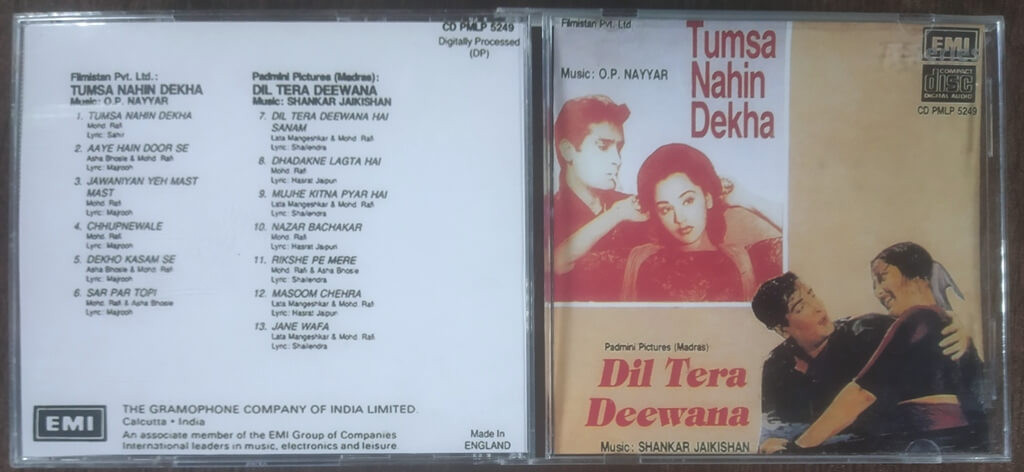 CD PMLP 5249
Digitally Processed
(DP)
Filmistan Pvt. Ltd.:
TUMSA NAHIN DEKHA
Music: O.P. NAYYAR
1. TUMSA NAHIN DEKHA
Mohd. Rafi
Lyric: Sahir
2. AAYE HAIN DOOR SE
Asha Bhosle & Mohd. Rafi
Lyric: Majrooh
3. JAWANIYAN YEH MAST
MAST
Mohd. Rafi
Lyric: Majrooh
4. CHHUPNEWALE
Mohd. Rafi
Lyric: Majrooh
5. DEKHO KASAM SE
Asha Bhosle & Mohd. Rafi
Lyric: Majrooh
6. SAR PAR TOPI
Mohd. Rafi & Asha Bhosle
Lyric: Majrooh
Padmini Pictures (Madras):
DIL TERA DEEWANA
Music: SHANKAR JAIKISHAN
7. DIL TERA DEEWANA HAI
SANAM
Lata Mangeshkar & Mohd. Rafi
Lyric: Shailendra
8. DHADAKNE LAGTA HAI
Mohd. Rafi
Lyric: Hasrat Jaipuri
9. MUJHE KITNA PYAR HAI
Lata Mangeshkar & Mohd. Rafi
Lyric: Shailendra
10. NAZAR BACHAKAR
Mohd. Rafi
Lyric: Hasrat Jaipuri
11. RIKSHE PE MERE
Mohd. Rafi & Asha Bhosle
Lyric: Shailendra
12. MASOOM CHEHRA
Lata Mangeshkar & Mohd. Rafi
Lyric: Hasrat Jaipuri
13. JANE WAFA
Lata Mangeshkar & Mohd. Rafi
Lyric: Shailendra
EMI
THE GRAMOPHONE COMPANY OF INDIA LIMITED.
Calcutta • India
An associate member of the EMI Group of Companies
International leaders in music, electronics and leisure.
Made In
ENGLAND
Filmistan Pvt. Ltd.
Tumsa
Nahin
Dekha
Music: O.P. NAYYAR
EMI
COMPACT
disc
DIGITAL AUDIO
CD PMLP 5249
Padmini Pictures (Madras)
Dil Tera
Deewana
Music: SHANKAR JAIKISHAN